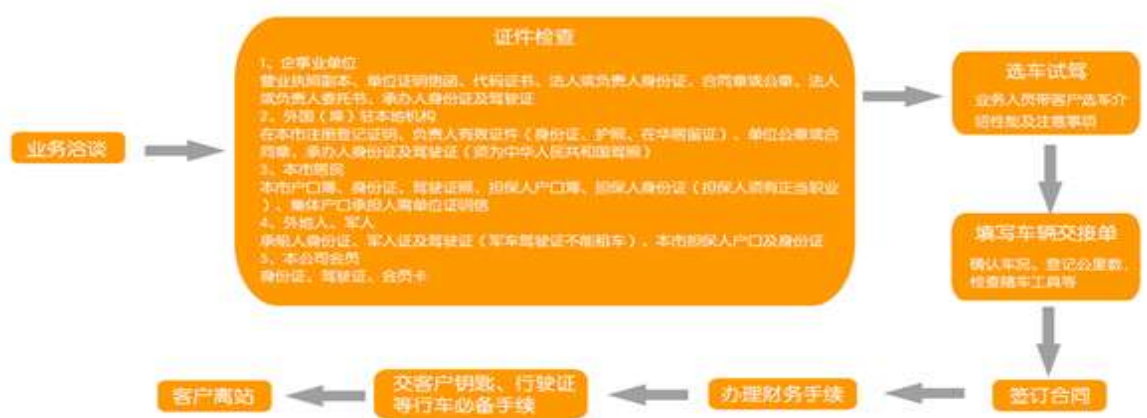 业务洽谈
证件检查
1、企事业单位
营业执照副本、单位证明信函、代码证书、法人或负责人身份证、合同章或公章、法人
或负责人委托书、承办人身份证及驾驶证
2、外国（席）驻本地机构
在本市注册登记证明、负责人有效证件（身份证、护照、在华居留证）、单位公章或合
同章、承办人身份证及驾驶证（须为中华人民共和国驾照）
3、本市居民
本市户口簿、身份证、驾驶证照、担保人户口簿、担保人身份证（担保人须有正当职业
）、集体户口承担人需单位证明信
4、外地人、军人
承租人身份证、军人证及驾驶证（军车驾驶证不能租车）、本市担保人户口及身份证
5、本公司会员
身份证、驾驶证、会员卡
选车试驾
业务人员带客户选车介
绍性能及注意事项
填写车辆交接单
确认车况、登记公里数，
检查随车工具等
签订合同
办理财务手续
交客户钥匙、行驶证
等行车必备手续
客户离站